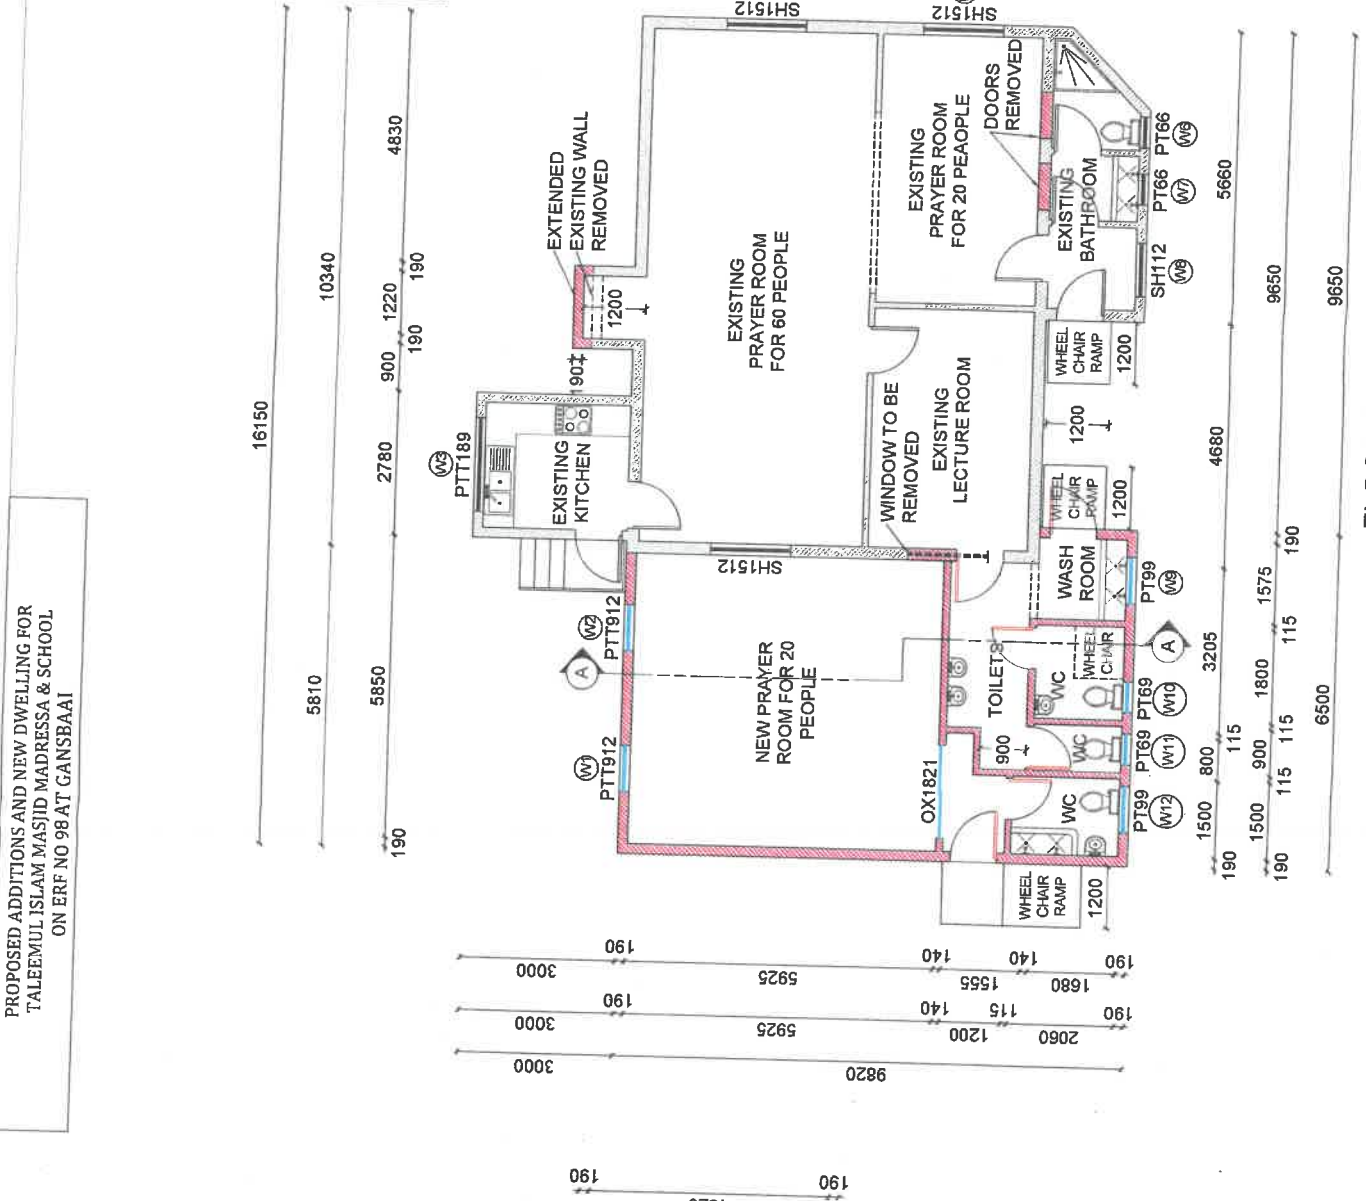 PROPOSED ADDITIONS AND NEW DWELLING FOR
TALEEMUL ISLAM MASJID MADRESSA & SCHOOL
ON ERF NO 98 AT GANSBAAI
16150
5810
10340
190
5850
2780
900
190
1220
190
4830
W3
PTT189
EXTENDED
EXISTING WALL
REMOVED
190
1200
EXISTING
KITCHEN
W1
PTT912
W2
PTT912
A
SH1512
SH1512
SH1512
EXISTING
PRAYER ROOM
FOR 60 PEOPLE
NEW PRAYER
ROOM FOR 20
PEOPLE
WINDOW TO BE
REMOVED
EXISTING
LECTURE ROOM
EXISTING
PRAYER ROOM
FOR 20 PEAOPLE
DOORS
REMOVED
OX1821
TOILETS
900
WC
WC
WC
WHEEL
CHAIR
WASH
ROOM
EXISTING
BATHROOM
WHEEL
CHAIR
RAMP
1200
WHEEL
CHAIR
RAMP
1200
1200
WHEEL
CHAIR
RAMP
1200
PT99
W12
PT69
W11
PT69
W10
A
PT99
W9
SH112
W8
PT66
W7
PT66
W6
190
1500
800
115
3205
4680
5660
190
1500
115
900
115
1800
115
1575
190
9650
6500
9650
3000
190
5925
140
1555
140
1680
190
3000
190
5925
140
1200
115
2060
190
3000
9820
190
190